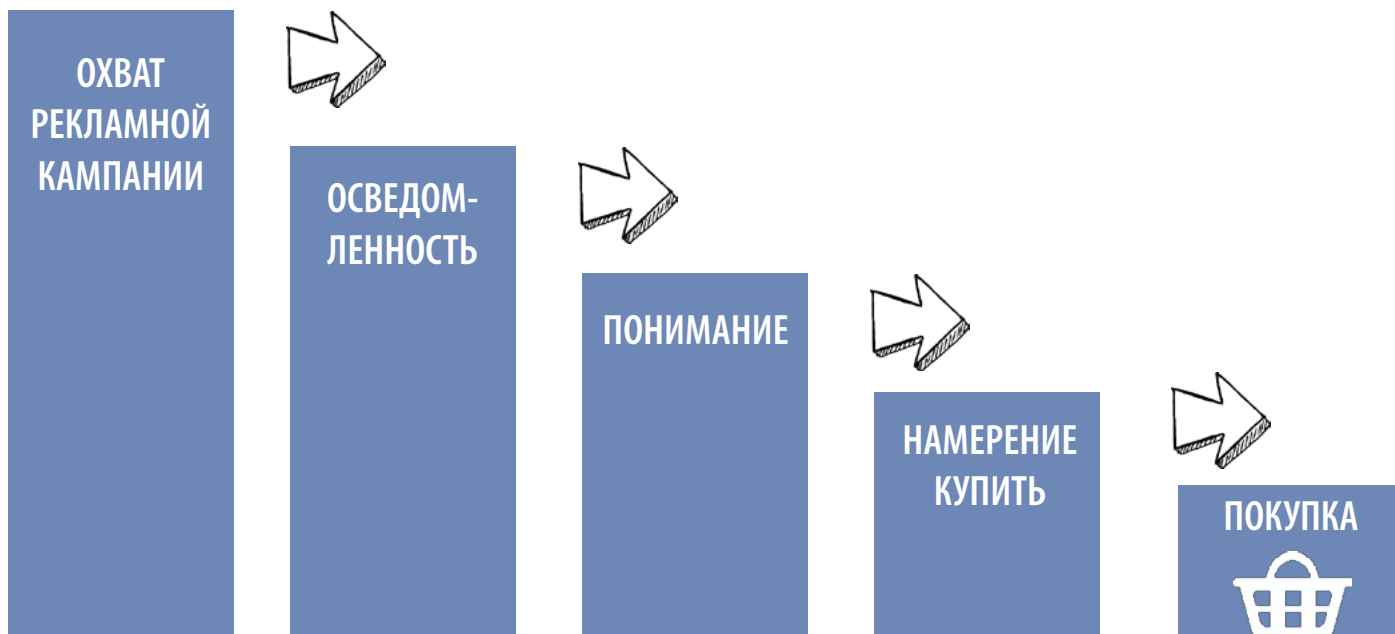 ОХВАТ
РЕКЛАМНОЙ
КАМПАНИИ
ОСВЕДОМ-
ЛЕННОСТЬ
ПОНИМАНИЕ
НАМЕРЕНИЕ
КУПИТЬ
ПОКУПКА